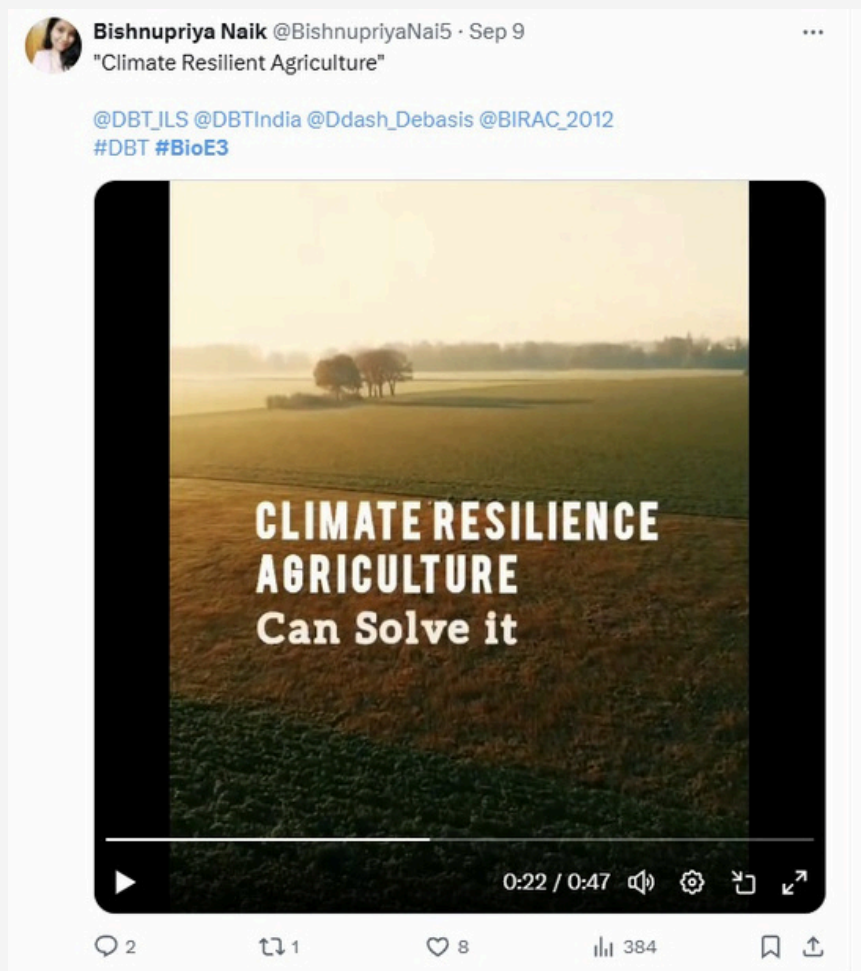 Bishnupriya Naik @BishnupriyaNai5 · Sep 9
"Climate Resilient Agriculture"
@DBT_ILS @DBTIndia @Ddash_Debasis @BIRAC_2012
#DBT #BioE3
CLIMATE RESILIENCE
AGRICULTURE
Can Solve it
0:22 / 0:47
2 1 8 384